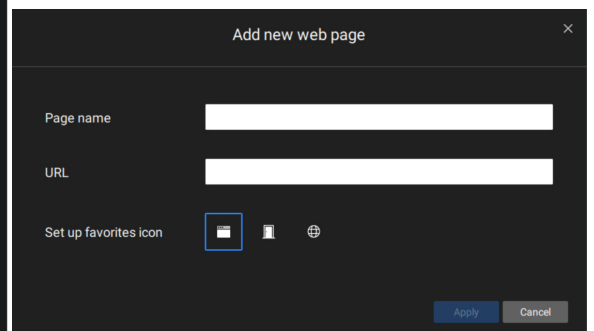 Add new web page
Page name
URL
Set up favorites icon
Apply
Cancel